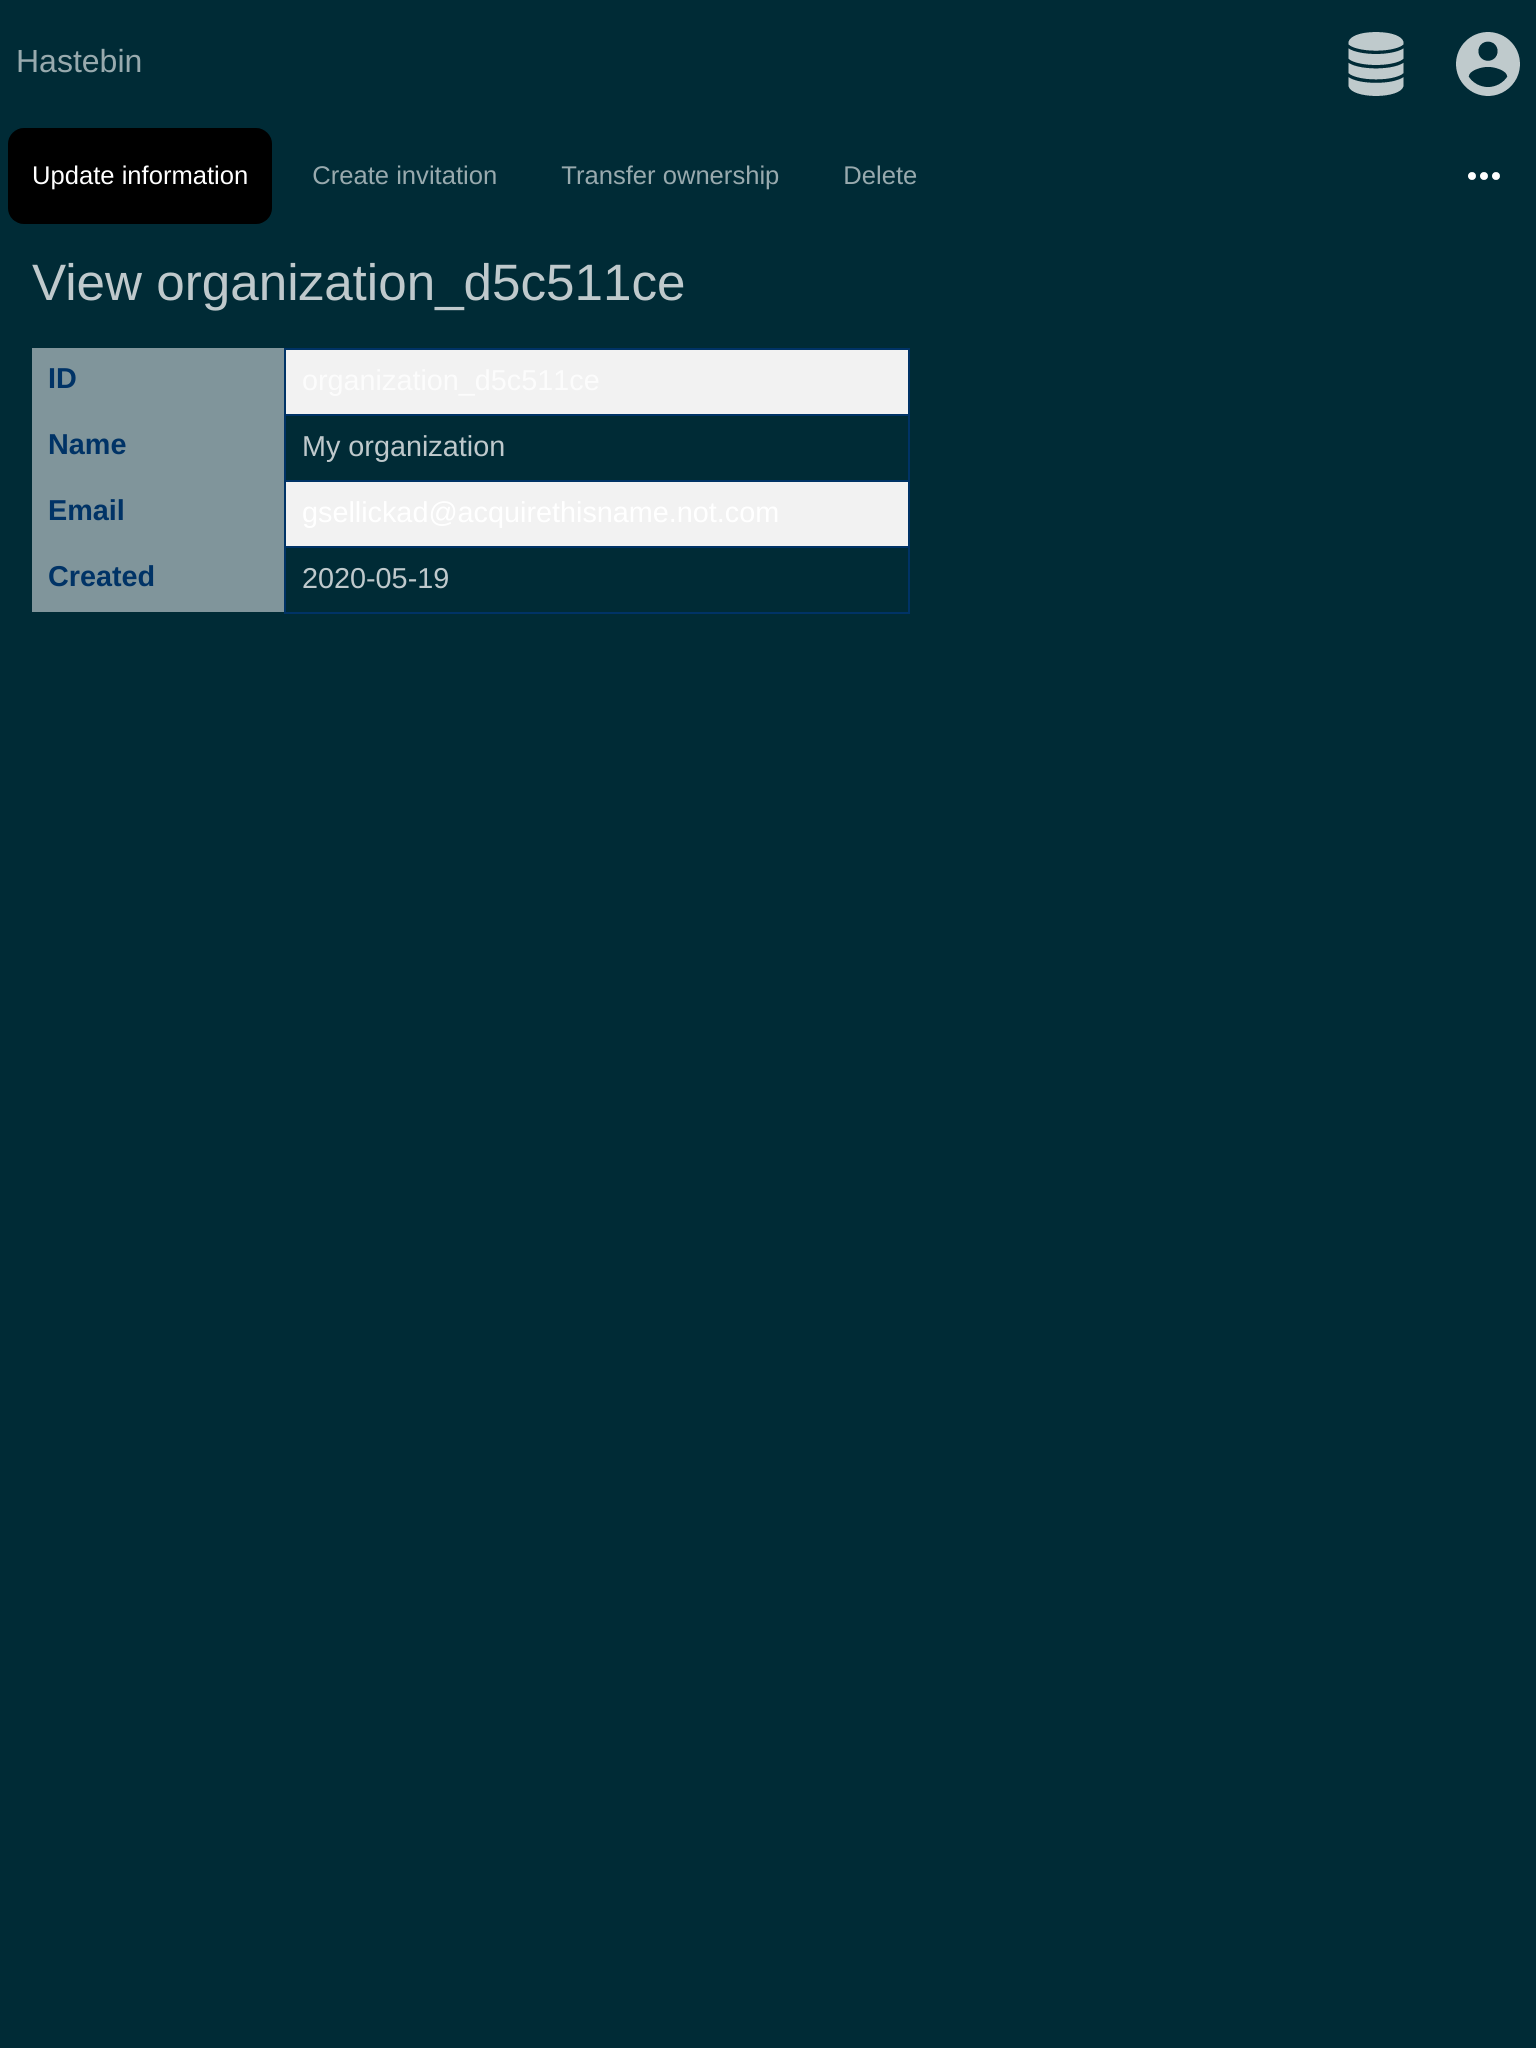 Hastebin
Update information Create invitation Transfer ownership Delete
View organization_d5c511ce
ID organization_d5c511ce
Name My organization
Email gsellickad@acquirethisname.not.com
Created 2020-05-19